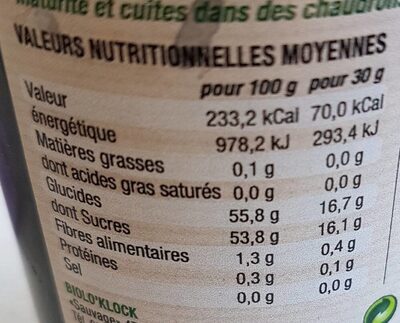 maturité et cuites dans des chaudrons
VALEURS NUTRITIONNELLES MOYENNES
pour 100 g pour 30 g
Valeur énergétique 233,2 kCal 70,0 kCal
978,2 kJ 293,4 kJ
Matières grasses 0,1 g 0,0 g
dont acides gras saturés 0,0 g 0,0 g
Glucides 55,8 g 16,7 g
dont Sucres 53,8 g 16,1 g
Fibres alimentaires 1,3 g 0,4 g
Protéines 0,3 g 0,1 g
Sel 0,0 g 0,0 g
BIOLO'KLOCK
«Sauvage»